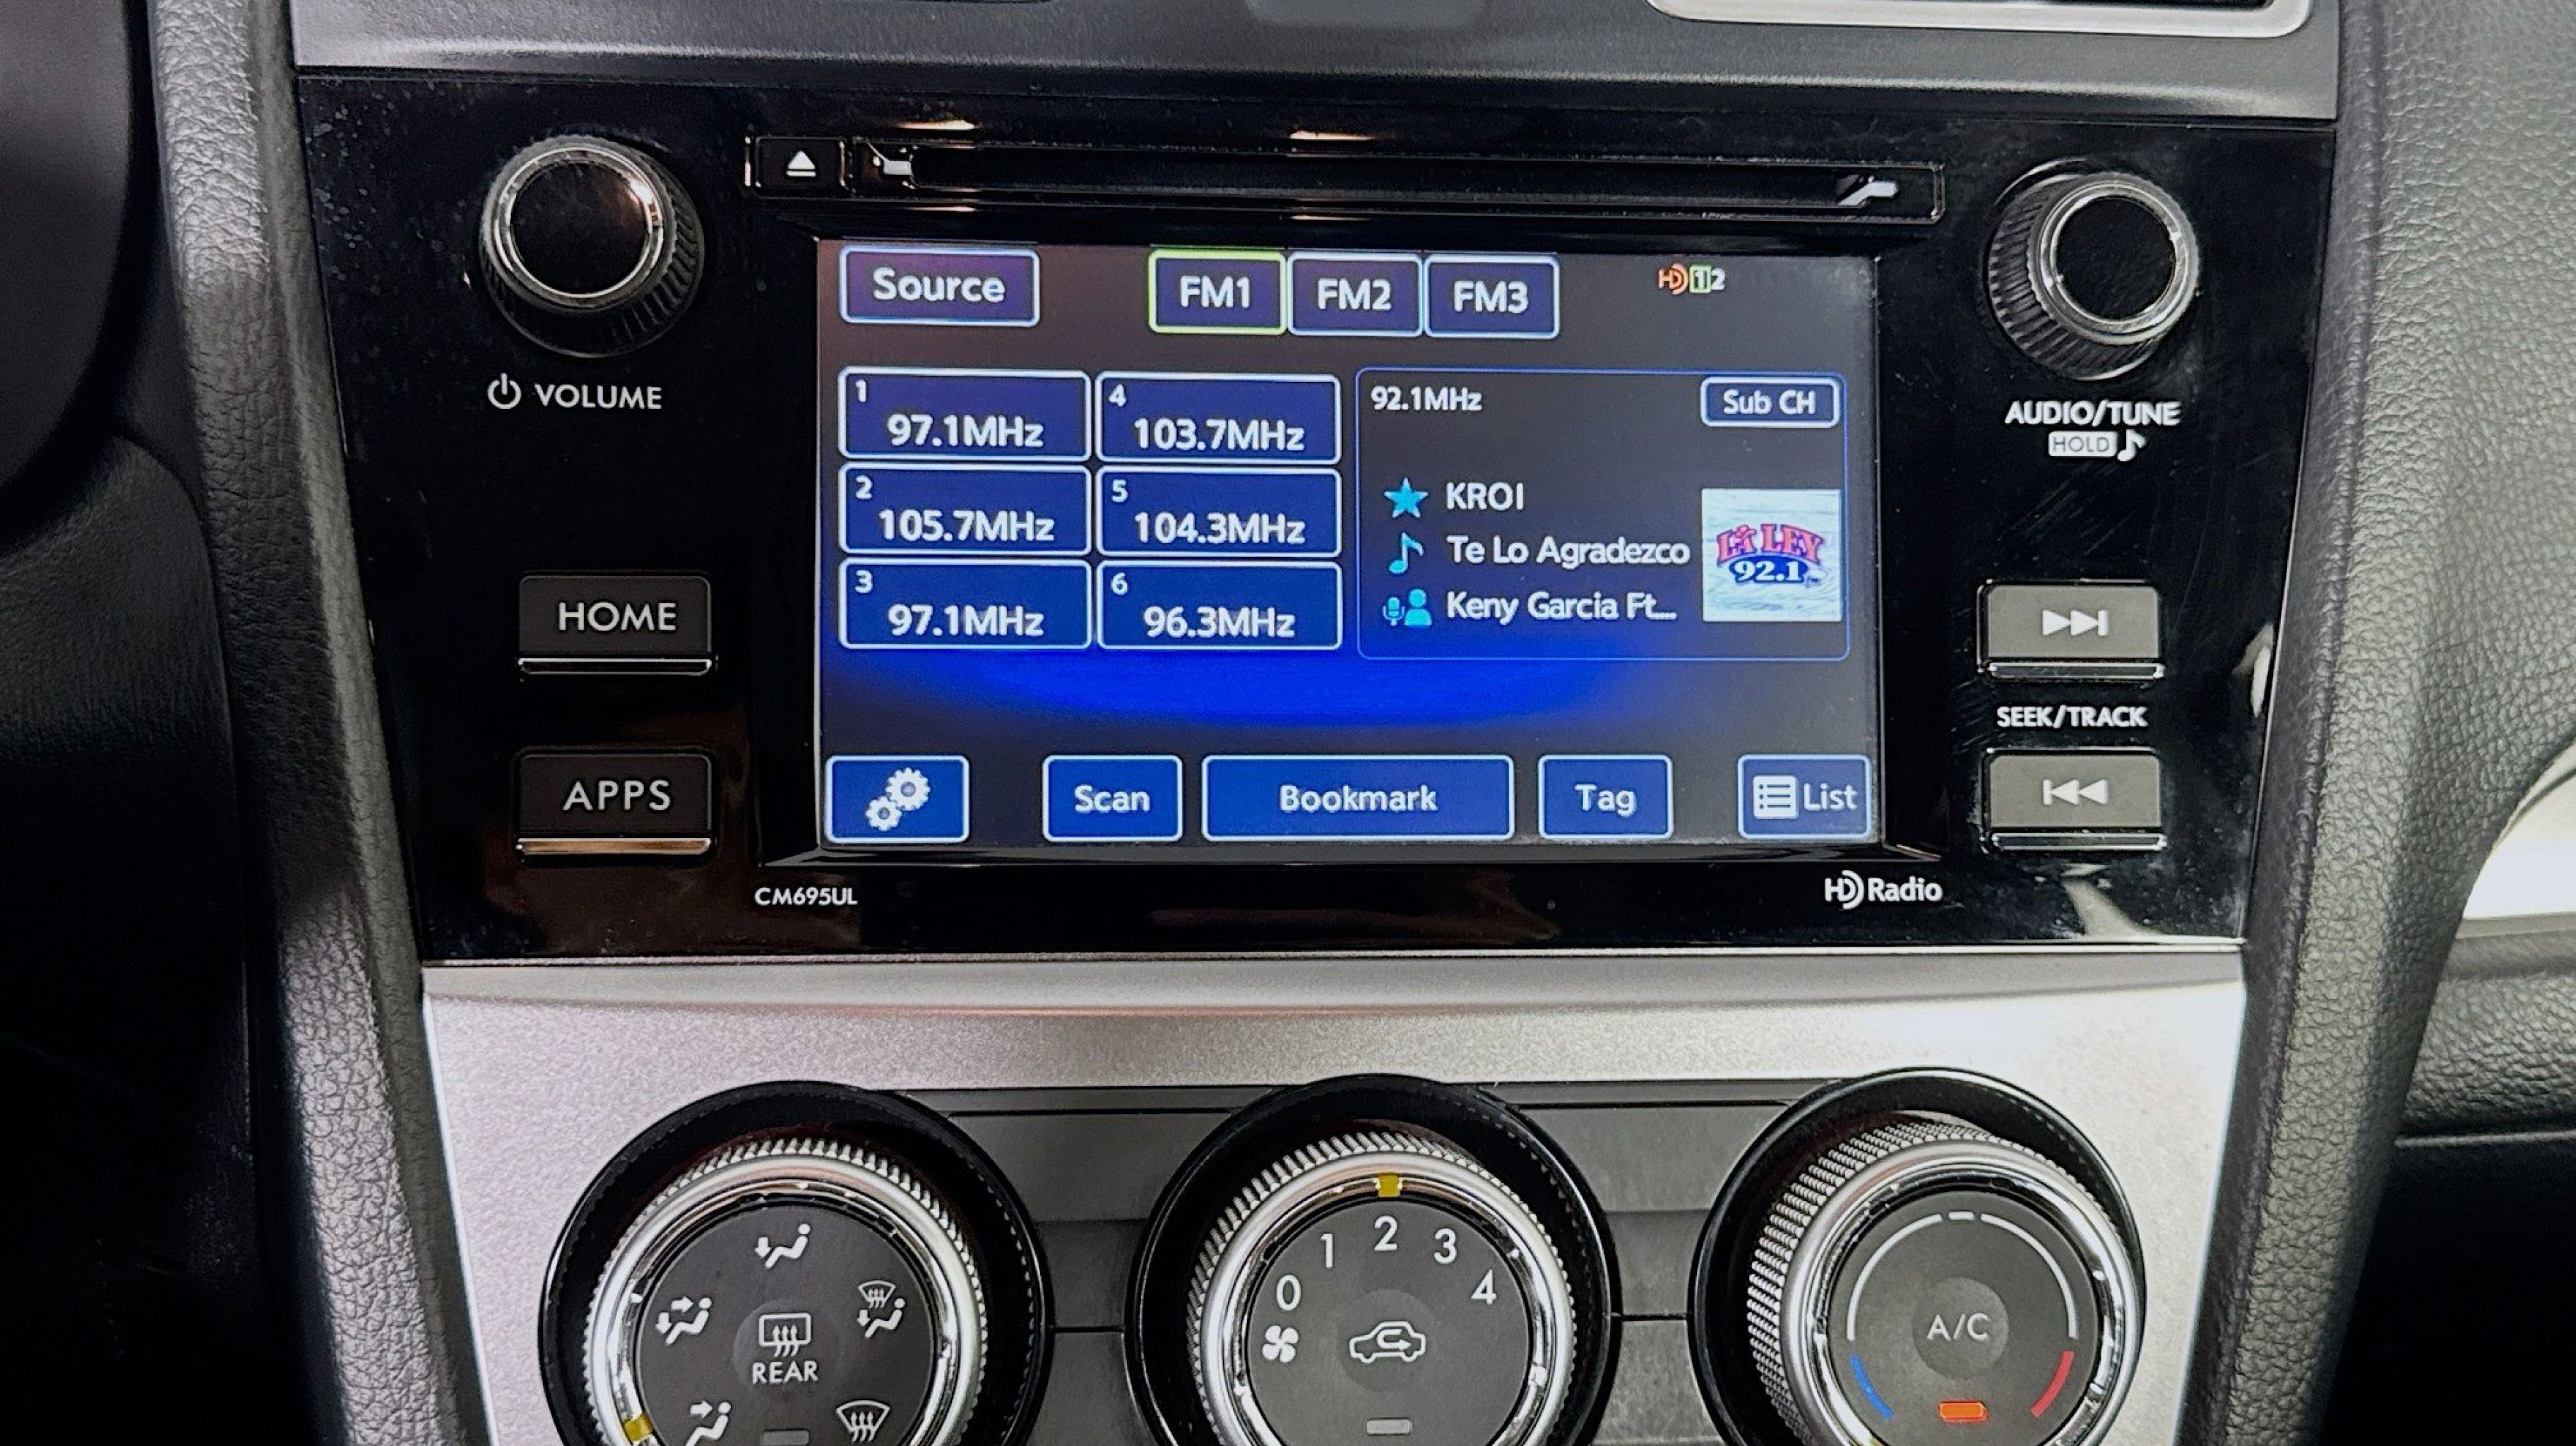 Source
FM1 FM2 FM3
HD 1 2
VOLUME
AUDIO/TUNE
HOLD
1 97.1MHz
4 103.7MHz
2 105.7MHz
5 104.3MHz
3 97.1MHz
6 96.3MHz
92.1MHz
Sub CH
KROI
Te Lo Agradezco
Keny Garcia Ft...
LA LEY
92.1 fm
HOME
APPS
SEEK/TRACK
Scan
Bookmark
Tag
List
CM695UL
HD Radio
REAR
0 1 2 3 4
A/C